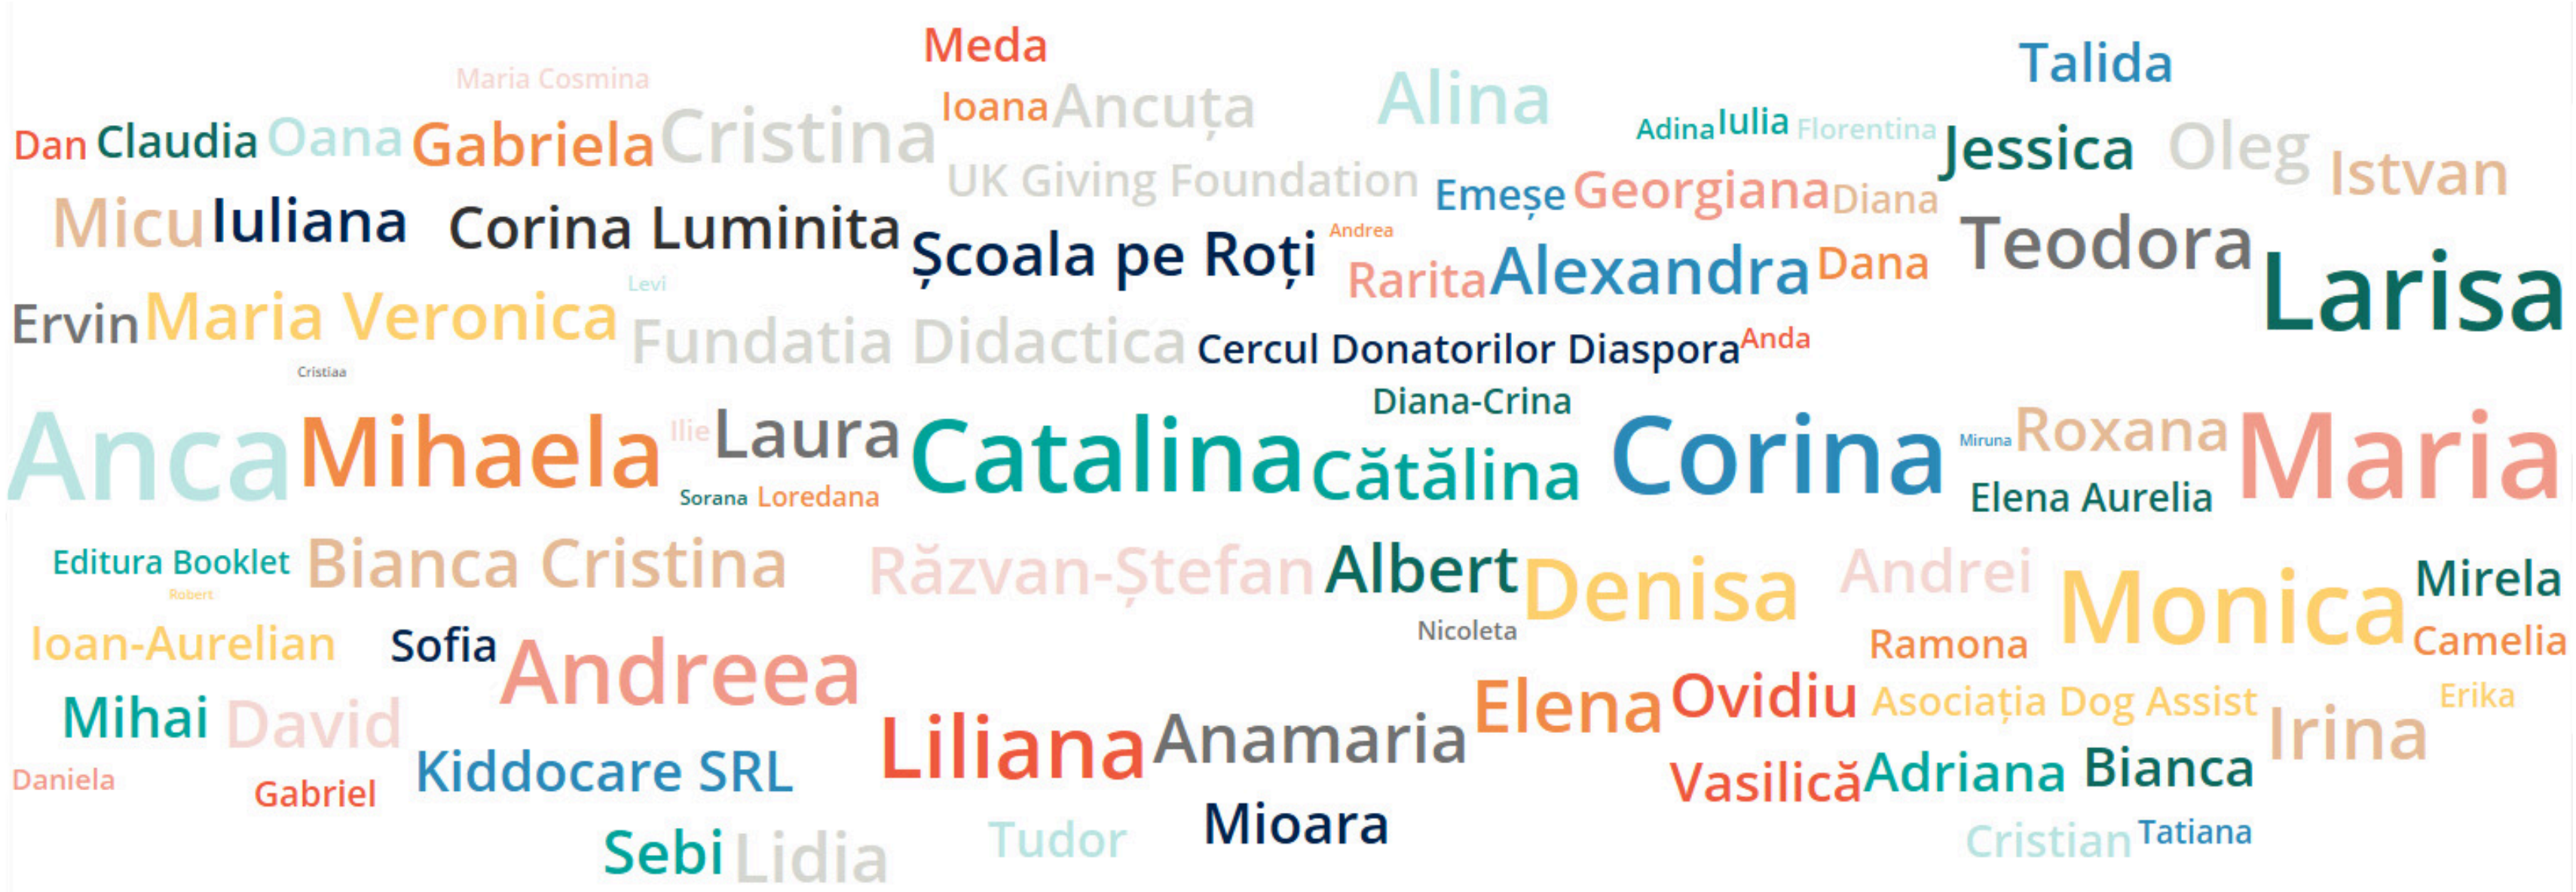 Meda
Talida
Maria Cosmina
Ioana Ancuța Alina
Adina Iulia Florentina
Dan Claudia Oana Gabriela Cristina
Jessica Oleg Istvan
UK Giving Foundation Emeșe Georgiana Diana
Micu Iuliana Corina Luminita
Școala pe Roți Andrea
Teodora
Rarita Alexandra Dana
Levi
Larisa
Ervin Maria Veronica
Fundatia Didactica Cercul Donatorilor Diaspora Anda
Cristiaa
Diana-Crina
Anca Mihaela Ilie Laura Catalina Cătălina Corina Miruna Roxana Maria
Sorana Loredana
Elena Aurelia
Editura Booklet Bianca Cristina Răzvan-Ștefan Albert Denisa Andrei Monica Mirela
Robert
Nicoleta
Ioan-Aurelian Sofia Andreea
Ramona Camelia
Mihai David
Elena Ovidiu Asociația Dog Assist Irina Erika
Liliana Anamaria
Daniela Gabriel Kiddocare SRL
Vasilică Adriana Bianca
Sebi Lidia Tudor Mioara
Cristian Tatiana